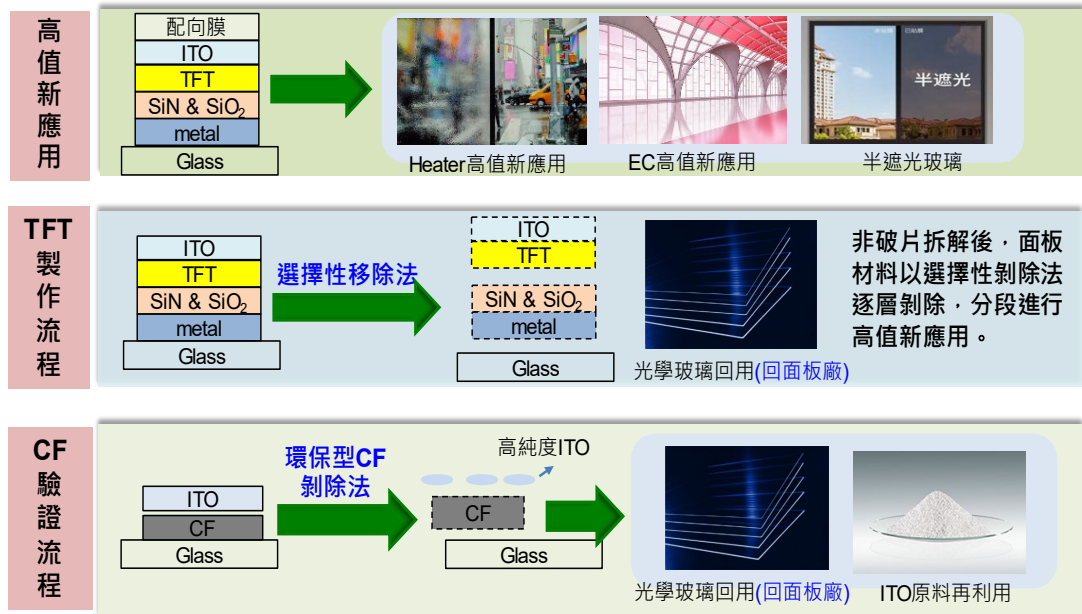 高
值
新
應
用
配向膜
ITO
TFT
SiN & SiO₂
metal
Glass
半遮光
Heater高值新應用
EC高值新應用
半遮光玻璃
TFT
製
作
流
程
ITO
TFT
SiN & SiO₂
metal
Glass
選擇性移除法
ITO
TFT
SiN & SiO₂
metal
Glass
光學玻璃回用(回面板廠)
非破片拆解後，面板
材料以選擇性剝除法
逐層剝除，分段進行
高值新應用。
CF
驗
證
流
程
ITO
CF
Glass
環保型CF
剝除法
高純度ITO
CF
Glass
光學玻璃回用(回面板廠)
ITO原料再利用